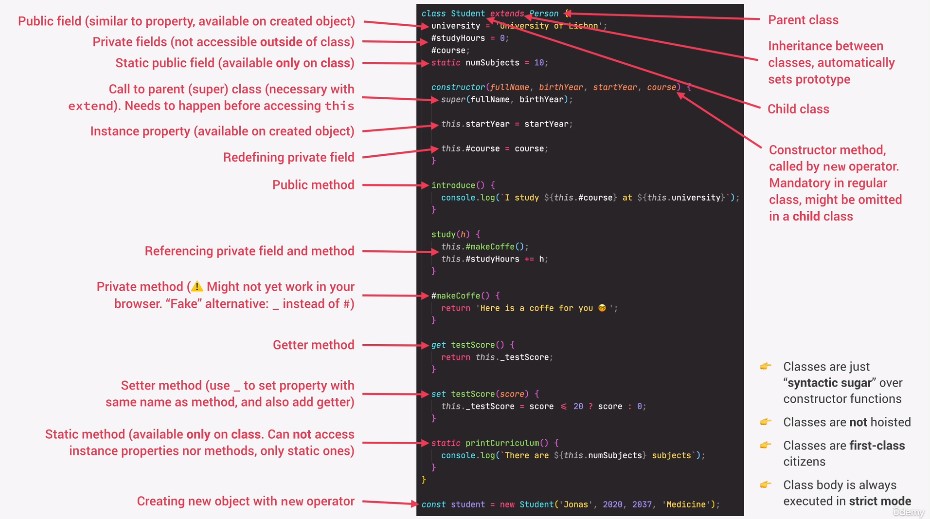 Public field (similar to property, available on created object)
Private fields (not accessible outside of class)
Static public field (available only on class)
Call to parent (super) class (necessary with
extend). Needs to happen before accessing this
Instance property (available on created object)
Redefining private field
Public method
Referencing private field and method
Private method (⚠️ Might not yet work in your
browser. “Fake” alternative: _ instead of #)
Getter method
Setter method (use _ to set property with
same name as method, and also add getter)
Static method (available only on class. Can not access
instance properties nor methods, only static ones)
Creating new object with new operator
class Student extends Person {
university = 'University of Lisbon';
#studyHours = 0;
#course;
static numSubjects = 10;
constructor(fullName, birthYear, startYear, course) {
super(fullName, birthYear);
this.startYear = startYear;
this.#course = course;
}
introduce() {
console.log(`I study ${this.#course} at ${this.university}`);
}
study(h) {
this.#makeCoffe();
this.#studyHours += h;
}
#makeCoffe() {
return 'Here is a coffe for you 🤓';
}
get testScore() {
return this._testScore;
}
set testScore(score) {
this._testScore = score ≤ 20 ? score : 0;
}
static printCurriculum() {
console.log(`There are ${this.numSubjects} subjects`);
}
}
const student = new Student('Jonas', 2020, 2037, 'Medicine');
Parent class
Inheritance between
classes, automatically
sets prototype
Child class
Constructor method,
called by new operator.
Mandatory in regular
class, might be omitted
in a child class
👉 Classes are just
“syntactic sugar” over
constructor functions
👉 Classes are not hoisted
👉 Classes are first-class
citizens
👉 Class body is always
executed in strict mode
Udemy